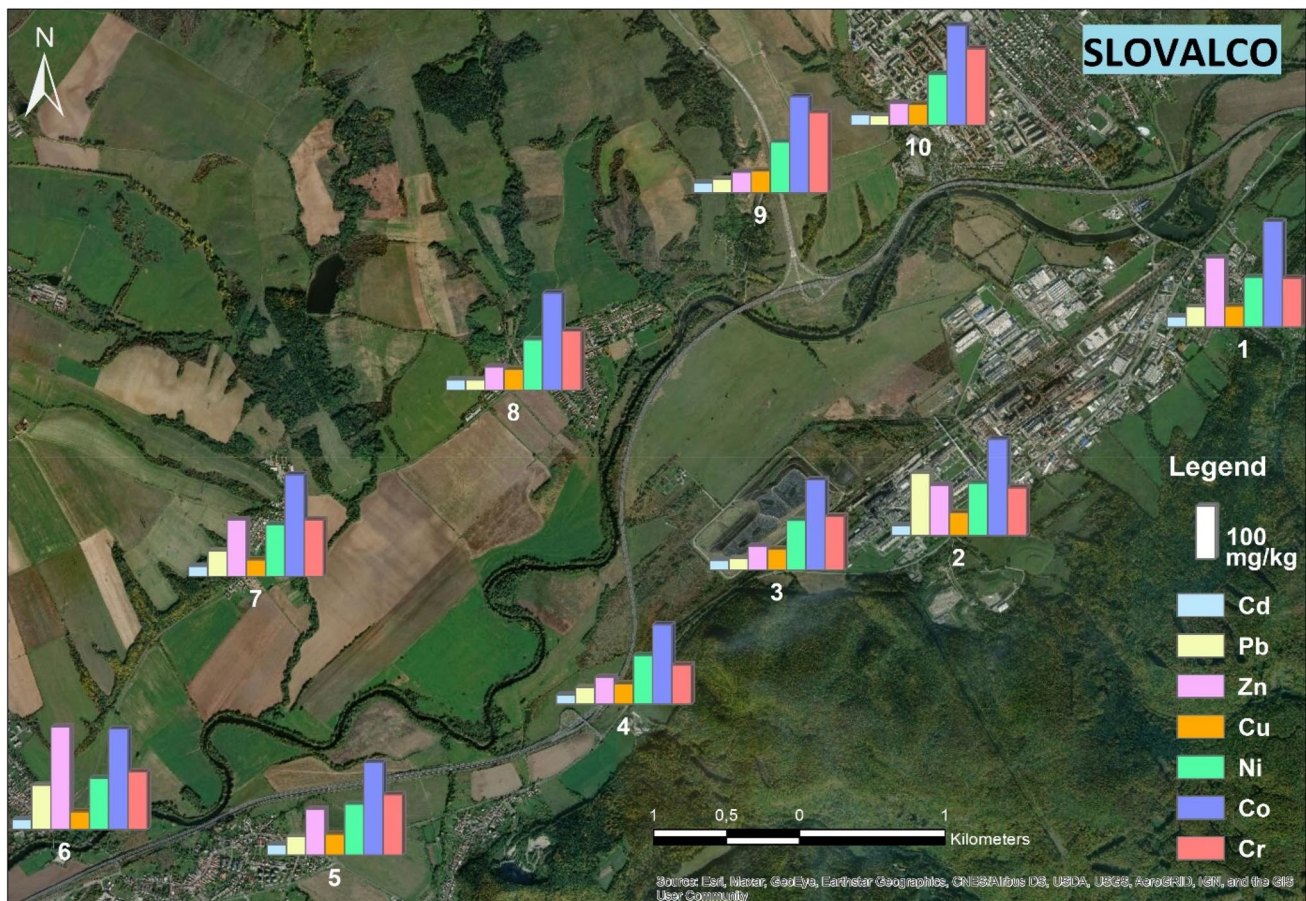 SLOVALCO
N
10
9
1
8
Legend
100
mg/kg
2
3
7
Cd
Pb
Zn
4
Cu
Ni
6
5
1 0,5 0 1
Kilometers
Co
Cr
Source: Esri, Maxar, GeoEye, Earthstar Geographics, CNES/Airbus DS, USDA, USGS, AeroGRID, IGN, and the GIS
User Community